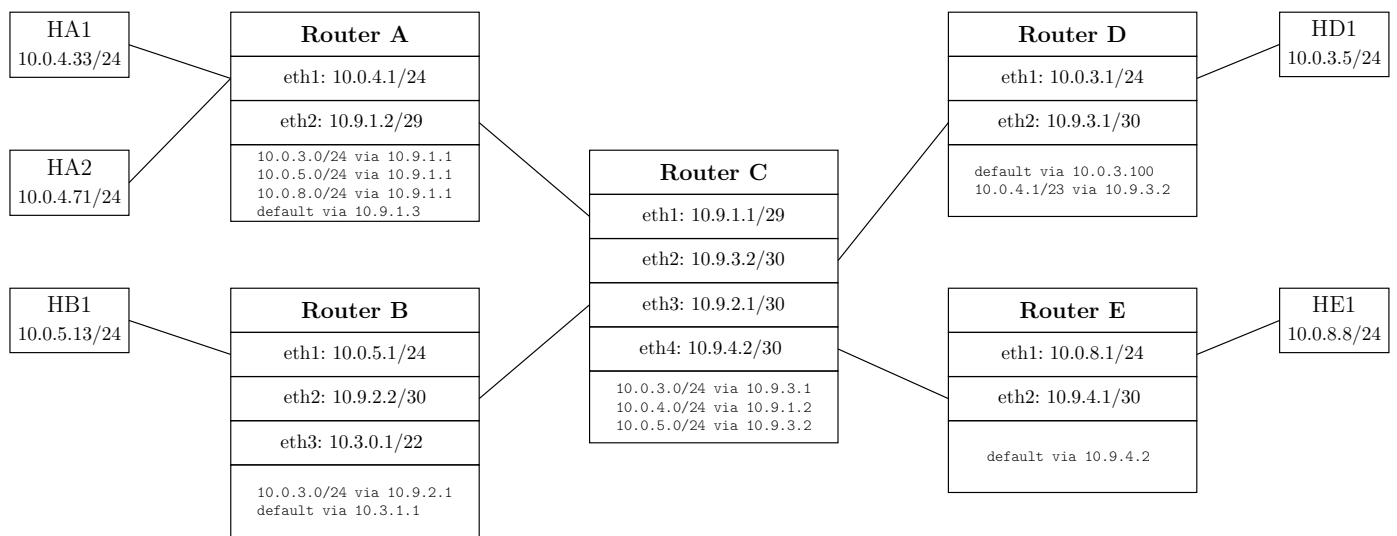 HA1
10.0.4.33/24
HA2
10.0.4.71/24
HB1
10.0.5.13/24
Router A
eth1: 10.0.4.1/24
eth2: 10.9.1.2/29
10.0.3.0/24 via 10.9.1.1
10.0.5.0/24 via 10.9.1.1
10.0.8.0/24 via 10.9.1.1
default via 10.9.1.3
Router B
eth1: 10.0.5.1/24
eth2: 10.9.2.2/30
eth3: 10.3.0.1/22
10.0.3.0/24 via 10.9.2.1
default via 10.3.1.1
Router C
eth1: 10.9.1.1/29
eth2: 10.9.3.2/30
eth3: 10.9.2.1/30
eth4: 10.9.4.2/30
10.0.3.0/24 via 10.9.3.1
10.0.4.0/24 via 10.9.1.2
10.0.5.0/24 via 10.9.3.2
Router D
eth1: 10.0.3.1/24
eth2: 10.9.3.1/30
default via 10.0.3.100
10.0.4.1/23 via 10.9.3.2
Router E
eth1: 10.0.8.1/24
eth2: 10.9.4.1/30
default via 10.9.4.2
HD1
10.0.3.5/24
HE1
10.0.8.8/24